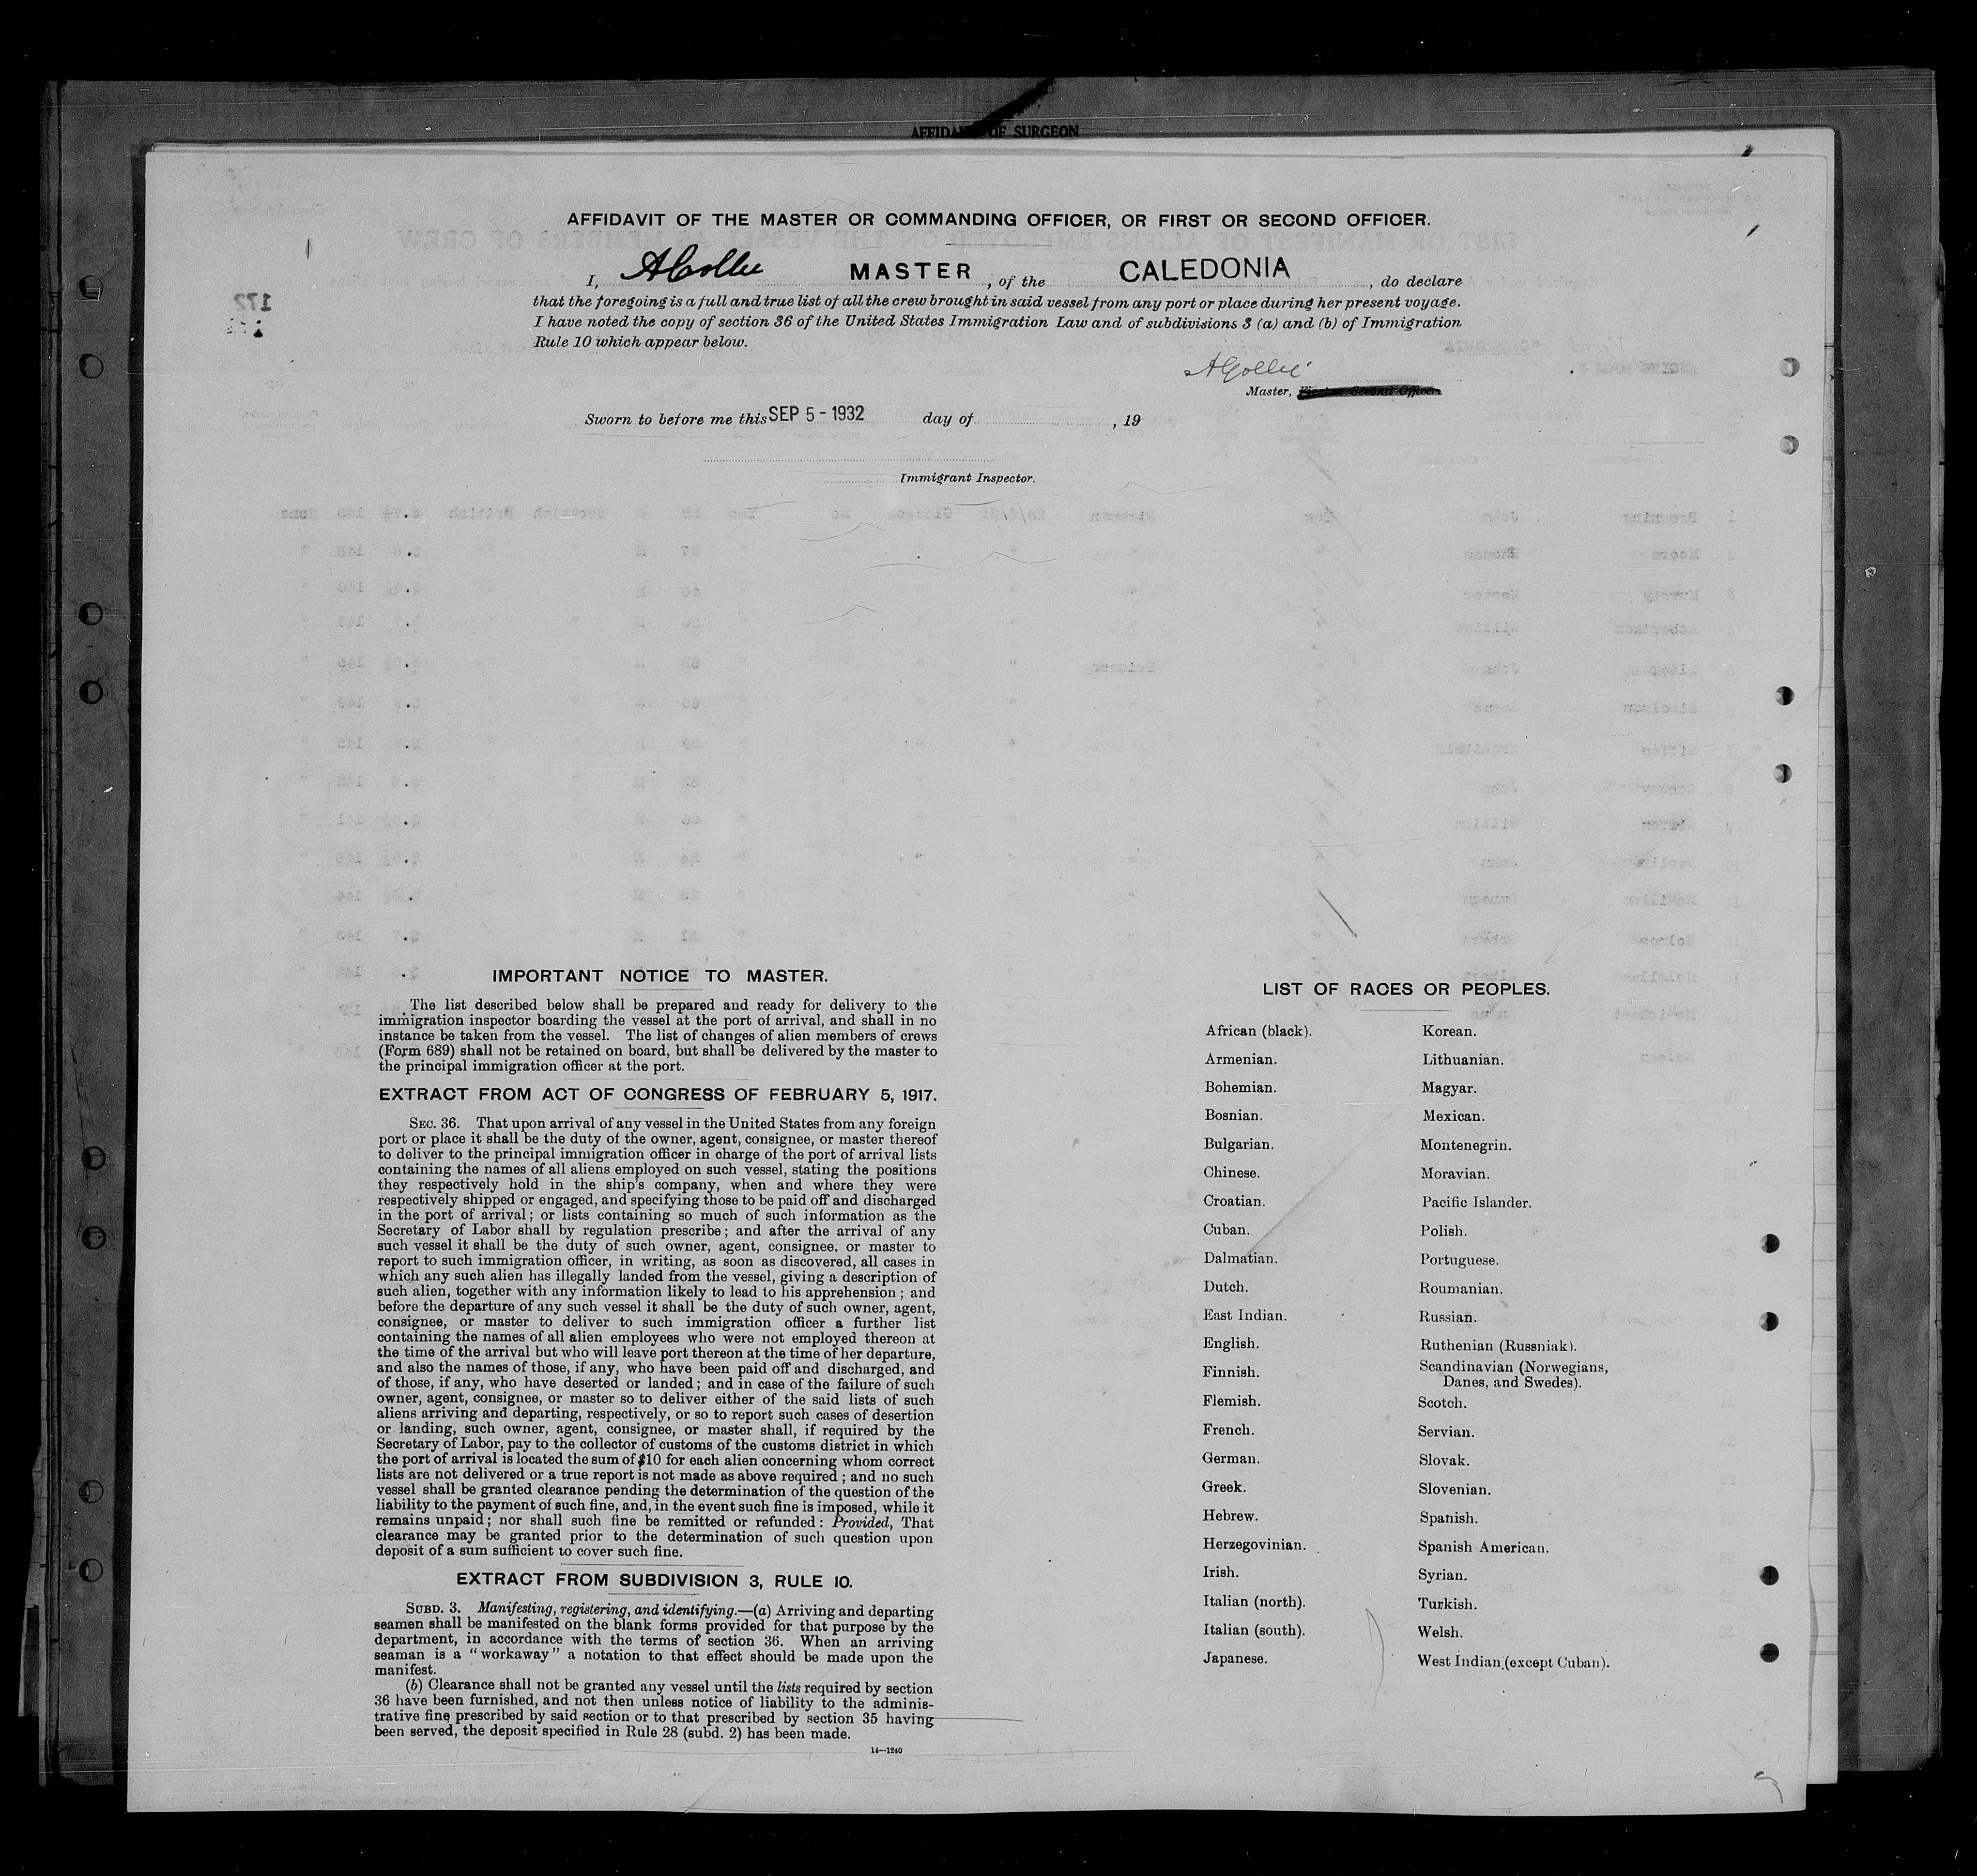 AFFIDAVIT OF SURGEON
AFFIDAVIT OF THE MASTER OR COMMANDING OFFICER, OR FIRST OR SECOND OFFICER.
I, A Collie MASTER, of the CALEDONIA, do declare
that the foregoing is a full and true list of all the crew brought in said vessel from any port or place during her present voyage.
I have noted the copy of section 36 of the United States Immigration Law and of subdivisions 3 (a) and (b) of Immigration
Rule 10 which appear below.
A Collie
Master, First or Second Officer.
Sworn to before me this SEP 5 - 1932 day of , 19
Immigrant Inspector.
172
IMPORTANT NOTICE TO MASTER.
The list described below shall be prepared and ready for delivery to the
immigration inspector boarding the vessel at the port of arrival, and shall in no
instance be taken from the vessel. The list of changes of alien members of crews
(Form 689) shall not be retained on board, but shall be delivered by the master to
the principal immigration officer at the port.
EXTRACT FROM ACT OF CONGRESS OF FEBRUARY 5, 1917.
SEC. 36. That upon arrival of any vessel in the United States from any foreign
port or place it shall be the duty of the owner, agent, consignee, or master thereof
to deliver to the principal immigration officer in charge of the port of arrival lists
containing the names of all aliens employed on such vessel, stating the positions
they respectively hold in the ship's company, when and where they were
respectively shipped or engaged, and specifying those to be paid off and discharged
in the port of arrival; or lists containing so much of such information as the
Secretary of Labor shall by regulation prescribe; and after the arrival of any
such vessel it shall be the duty of such owner, agent, consignee, or master to
report to such immigration officer, in writing, as soon as discovered, all cases in
which any such alien has illegally landed from the vessel, giving a description of
such alien, together with any information likely to lead to his apprehension; and
before the departure of any such vessel it shall be the duty of such owner, agent,
consignee, or master to deliver to such immigration officer a further list
containing the names of all alien employees who were not employed thereon at
the time of the arrival but who will leave port thereon at the time of her departure,
and also the names of those, if any, who have been paid off and discharged, and
of those, if any, who have deserted or landed; and in case of the failure of such
owner, agent, consignee, or master so to deliver either of the said lists of such
aliens arriving and departing, respectively, or so to report such cases of desertion
or landing, such owner, agent, consignee, or master shall, if required by the
Secretary of Labor, pay to the collector of customs of the customs district in which
the port of arrival is located the sum of $10 for each alien concerning whom correct
lists are not delivered or a true report is not made as above required; and no such
vessel shall be granted clearance pending the determination of the question of the
liability to the payment of such fine, and, in the event such fine is imposed, while it
remains unpaid; nor shall such fine be remitted or refunded: Provided, That
clearance may be granted prior to the determination of such question upon
deposit of a sum sufficient to cover such fine.
EXTRACT FROM SUBDIVISION 3, RULE 10.
SUBD. 3. Manifesting, registering, and identifying.—(a) Arriving and departing
seamen shall be manifested on the blank forms provided for that purpose by the
department, in accordance with the terms of section 36. When an arriving
seaman is a "workaway" a notation to that effect should be made upon the
manifest.
(b) Clearance shall not be granted any vessel until the lists required by section
36 have been furnished, and not then unless notice of liability to the adminis-
trative fine prescribed by said section or to that prescribed by section 35 having
been served, the deposit specified in Rule 28 (subd. 2) has been made.
14—1240
LIST OF RACES OR PEOPLES.
African (black).
Armenian.
Bohemian.
Bosnian.
Bulgarian.
Chinese.
Croatian.
Cuban.
Dalmatian.
Dutch.
East Indian.
English.
Finnish.
Flemish.
French.
German.
Greek.
Hebrew.
Herzegovinian.
Irish.
Italian (north).
Italian (south).
Japanese.
Korean.
Lithuanian.
Magyar.
Mexican.
Montenegrin.
Moravian.
Pacific Islander.
Polish.
Portuguese.
Roumanian.
Russian.
Ruthenian (Russniak).
Scandinavian (Norwegians,
Danes, and Swedes).
Scotch.
Servian.
Slovak.
Slovenian.
Spanish.
Spanish American.
Syrian.
Turkish.
Welsh.
West Indian (except Cuban).